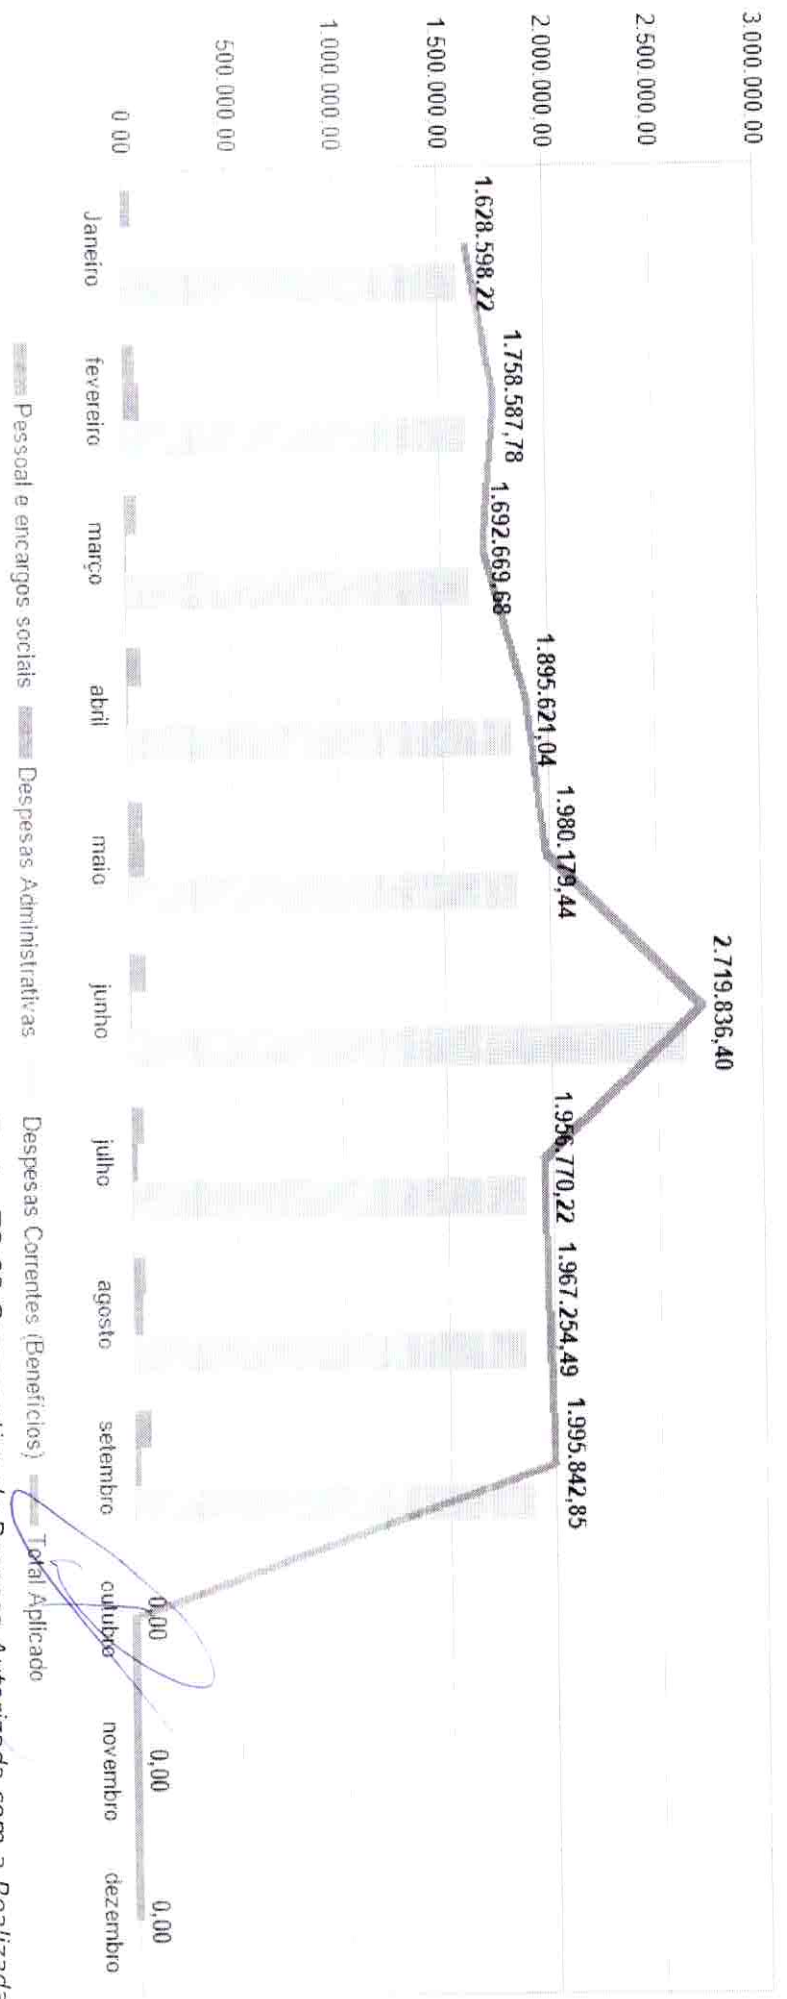 3.000.000,00
2.500.000,00
2.000.000,00
1.500.000,00
1.000.000,00
500.000,00
0,00
1.628.598,22
1.758.587,78
1.692.669,68
1.895.621,04
1.980.179,44
2.719.836,40
1.956.770,22
1.967.254,49
1.995.842,85
0,00
0,00
0,00
Janeiro
fevereiro
março
abril
maio
junho
julho
agosto
setembro
outubro
novembro
dezembro
Pessoal e encargos sociais
Despesas Administrativas
Despesas Correntes (Benefícios)
Total Aplicado
Autorizada com a Realizada